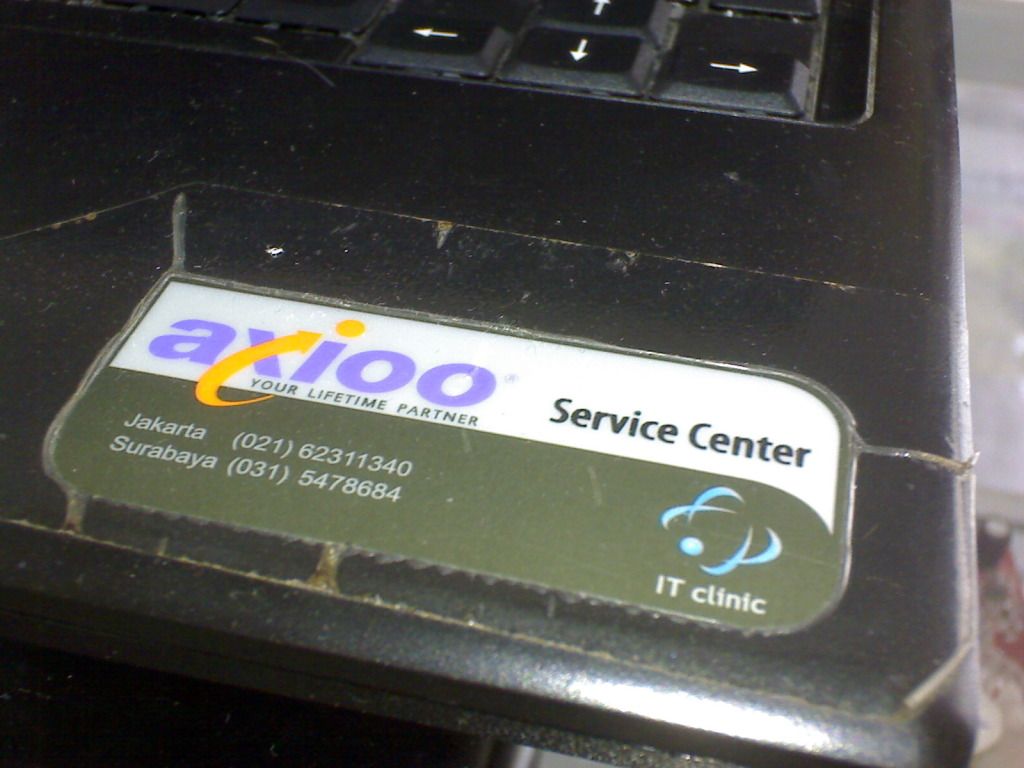 axioo®
YOUR LIFETIME PARTNER
Service Center
Jakarta (021) 62311340
Surabaya (031) 5478684
IT clinic